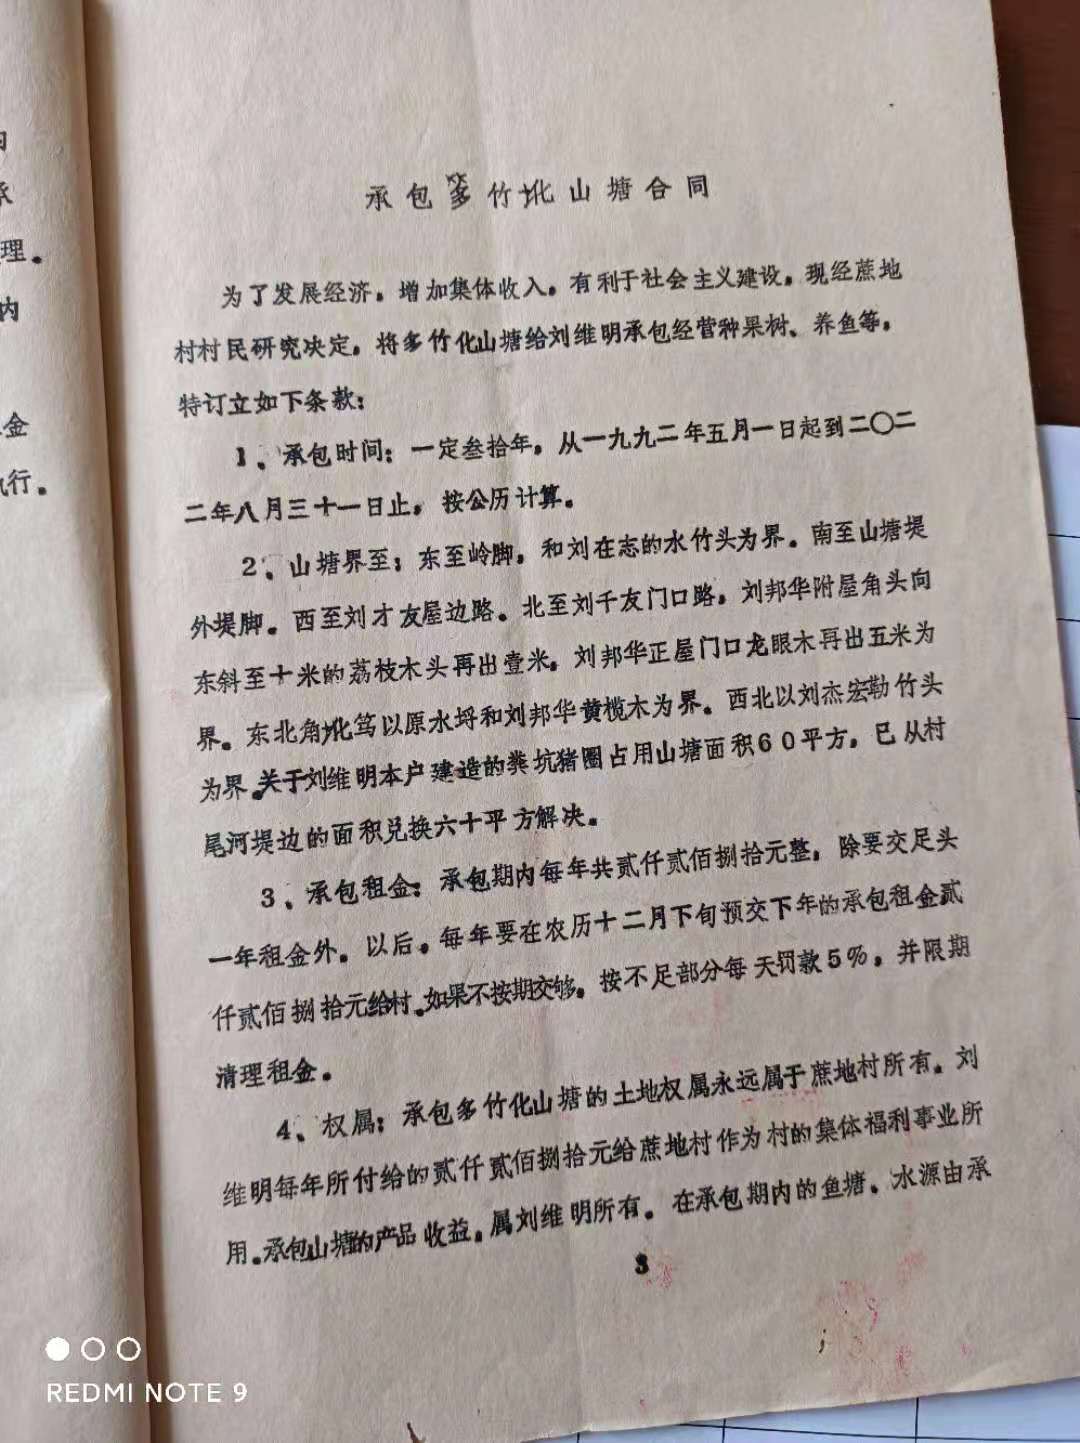 理。
内
金
执行。
承包多竹化山塘合同
为了发展经济，增加集体收入，有利于社会主义建设，现经蔗地
村村民研究决定，将多竹化山塘给刘维明承包经营种果树、养鱼等，
特订立如下条款：
1、承包时间：一定叁拾年，从一九九二年五月一日起到二〇二
二年八月三十一日止，按公历计算。
2、山塘界至：东至岭脚，和刘在志的水竹头为界。南至山塘堤
外堤脚。西至刘才友屋边路。北至刘千友门口路，刘邦华附屋角头向
东斜至十米的荔枝木头再出壹米，刘邦华正屋门口龙眼木再出五米为
界。东北角化笃以原水埒和刘邦华黄榄木为界。西北以刘杰宏勒竹头
为界。关于刘维明本户建造的粪坑猪圈占用山塘面积60平方，已从村
尾河堤边的面积兑换六十平方解决。
3、承包租金：承包期内每年共贰仟贰佰捌拾元整，除要交足头
一年租金外，以后，每年要在农历十二月下旬预交下年的承包租金贰
仟贰佰捌拾元给村。如果不按期交够，按不足部分每天罚款5%，并限期
清理租金。
4、权属：承包多竹化山塘的土地权属永远属于蔗地村所有。刘
维明每年所付给的贰仟贰佰捌拾元给蔗地村作为村的集体福利事业所
用。承包山塘的产品收益，属刘维明所有。在承包期内的鱼塘、水源由承
3
REDMI NOTE 9